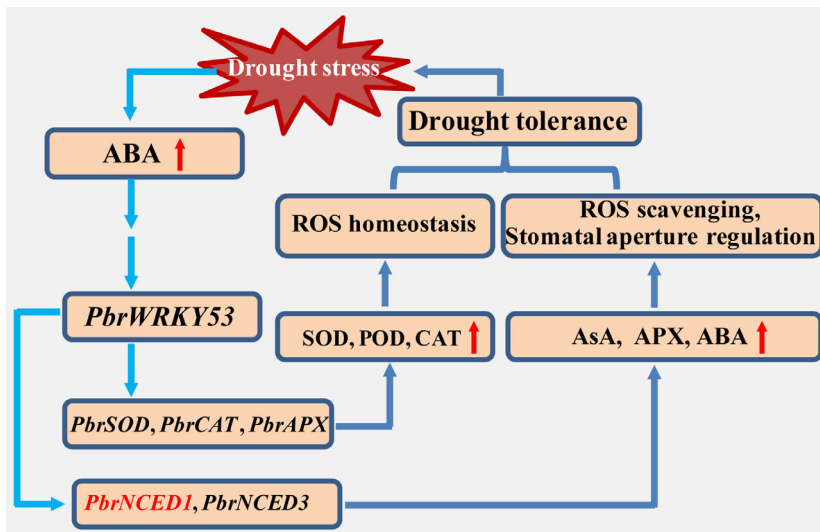 Drought stress
Drought tolerance
ABA
ROS homeostasis
ROS scavenging,
Stomatal aperture regulation
PbrWRKY53
SOD, POD, CAT
AsA, APX, ABA
PbrSOD, PbrCAT, PbrAPX
PbrNCED1, PbrNCED3